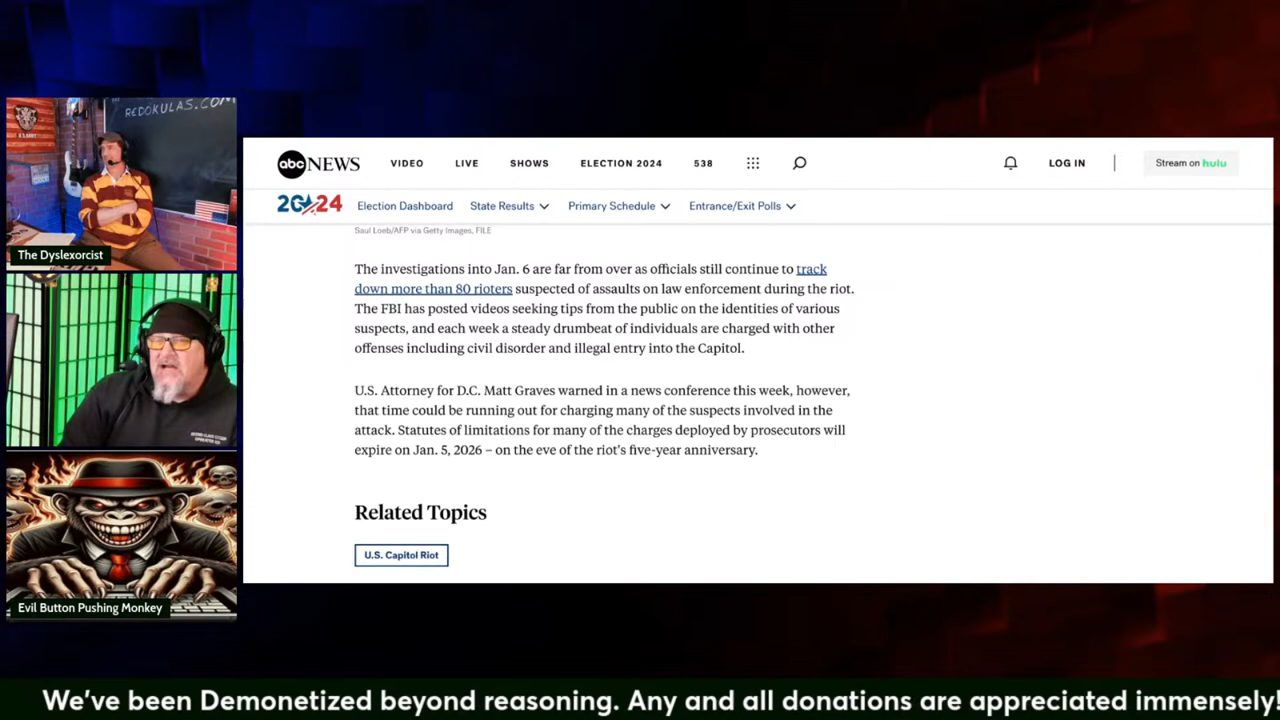 REDOKULAS.COM
The Dyslexorcist
Evil Button Pushing Monkey
abc NEWS VIDEO LIVE SHOWS ELECTION 2024 538 LOG IN Stream on hulu
2024 Election Dashboard State Results Primary Schedule Entrance/Exit Polls
Saul Loeb/AFP via Getty Images, FILE
The investigations into Jan. 6 are far from over as officials still continue to track
down more than 80 rioters suspected of assaults on law enforcement during the riot.
The FBI has posted videos seeking tips from the public on the identities of various
suspects, and each week a steady drumbeat of individuals are charged with other
offenses including civil disorder and illegal entry into the Capitol.
U.S. Attorney for D.C. Matt Graves warned in a news conference this week, however,
that time could be running out for charging many of the suspects involved in the
attack. Statutes of limitations for many of the charges deployed by prosecutors will
expire on Jan. 5, 2026 – on the eve of the riot's five-year anniversary.
Related Topics
U.S. Capitol Riot
We've been Demonetized beyond reasoning. Any and all donations are appreciated immensely!